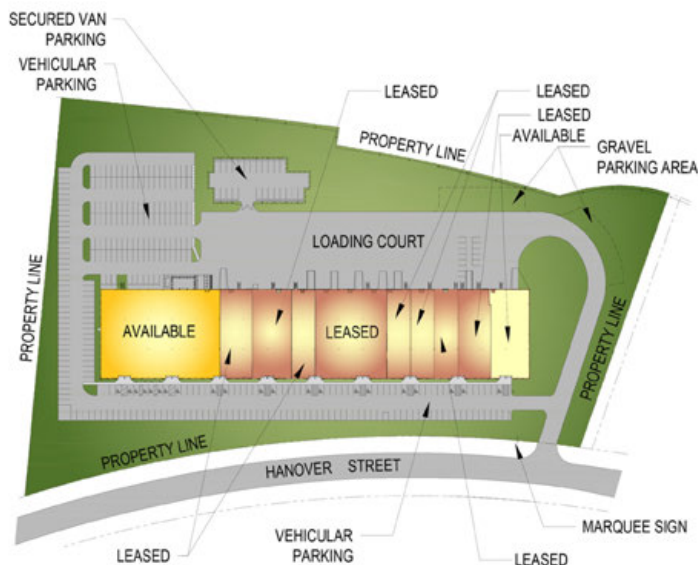 SECURED VAN
PARKING
VEHICULAR
PARKING
LEASED
LEASED
LEASED
AVAILABLE
GRAVEL
PARKING AREA
PROPERTY LINE
LOADING COURT
PROPERTY LINE
AVAILABLE
LEASED
PROPERTY LINE
PROPERTY LINE
HANOVER STREET
MARQUEE SIGN
LEASED
VEHICULAR
PARKING
LEASED